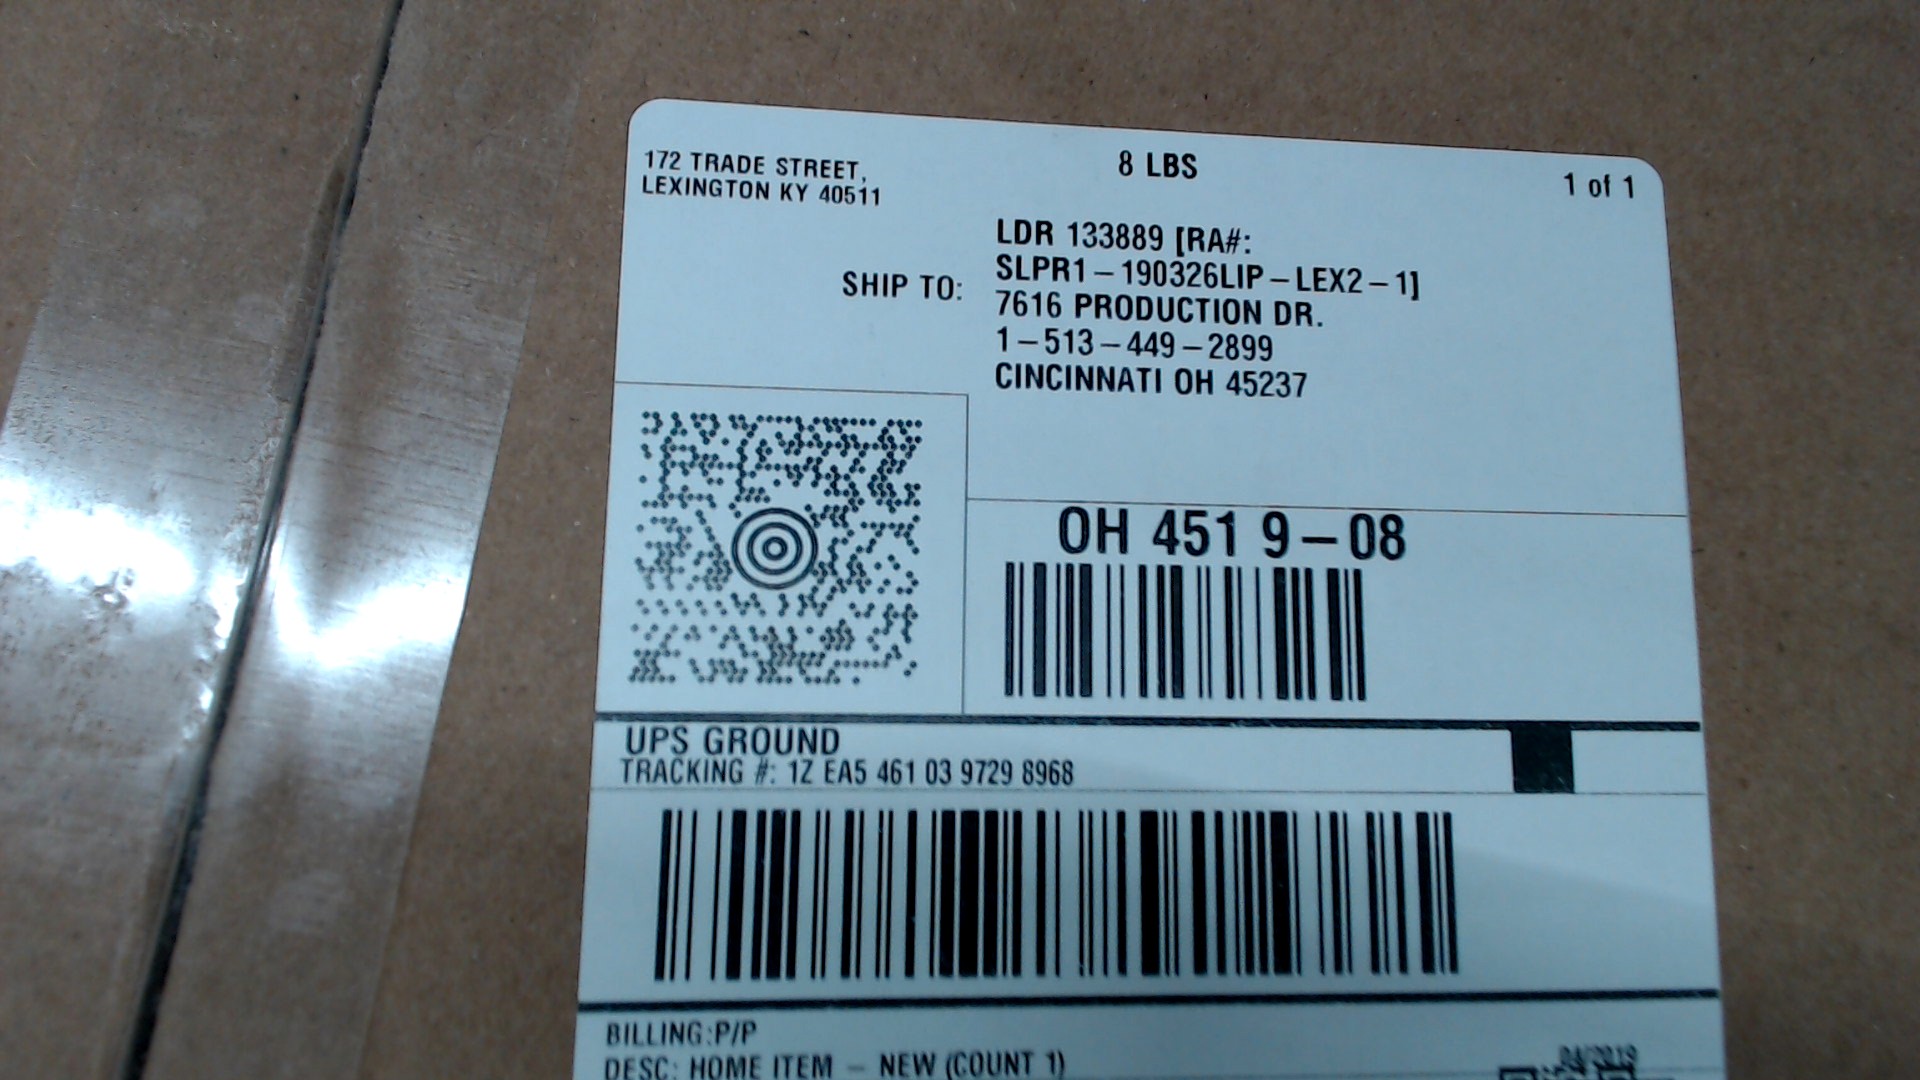 172 TRADE STREET,
LEXINGTON KY 40511
8 LBS
1 of 1
SHIP TO:
LDR 133889 [RA#:
SLPR1-190326LIP-LEX2-1]
7616 PRODUCTION DR.
1-513-449-2899
CINCINNATI OH 45237
OH 451 9-08
UPS GROUND
TRACKING #: 1Z EA5 461 03 9729 8968
BILLING:P/P
DESC: HOME ITEM - NEW (COUNT 1)
04/2019